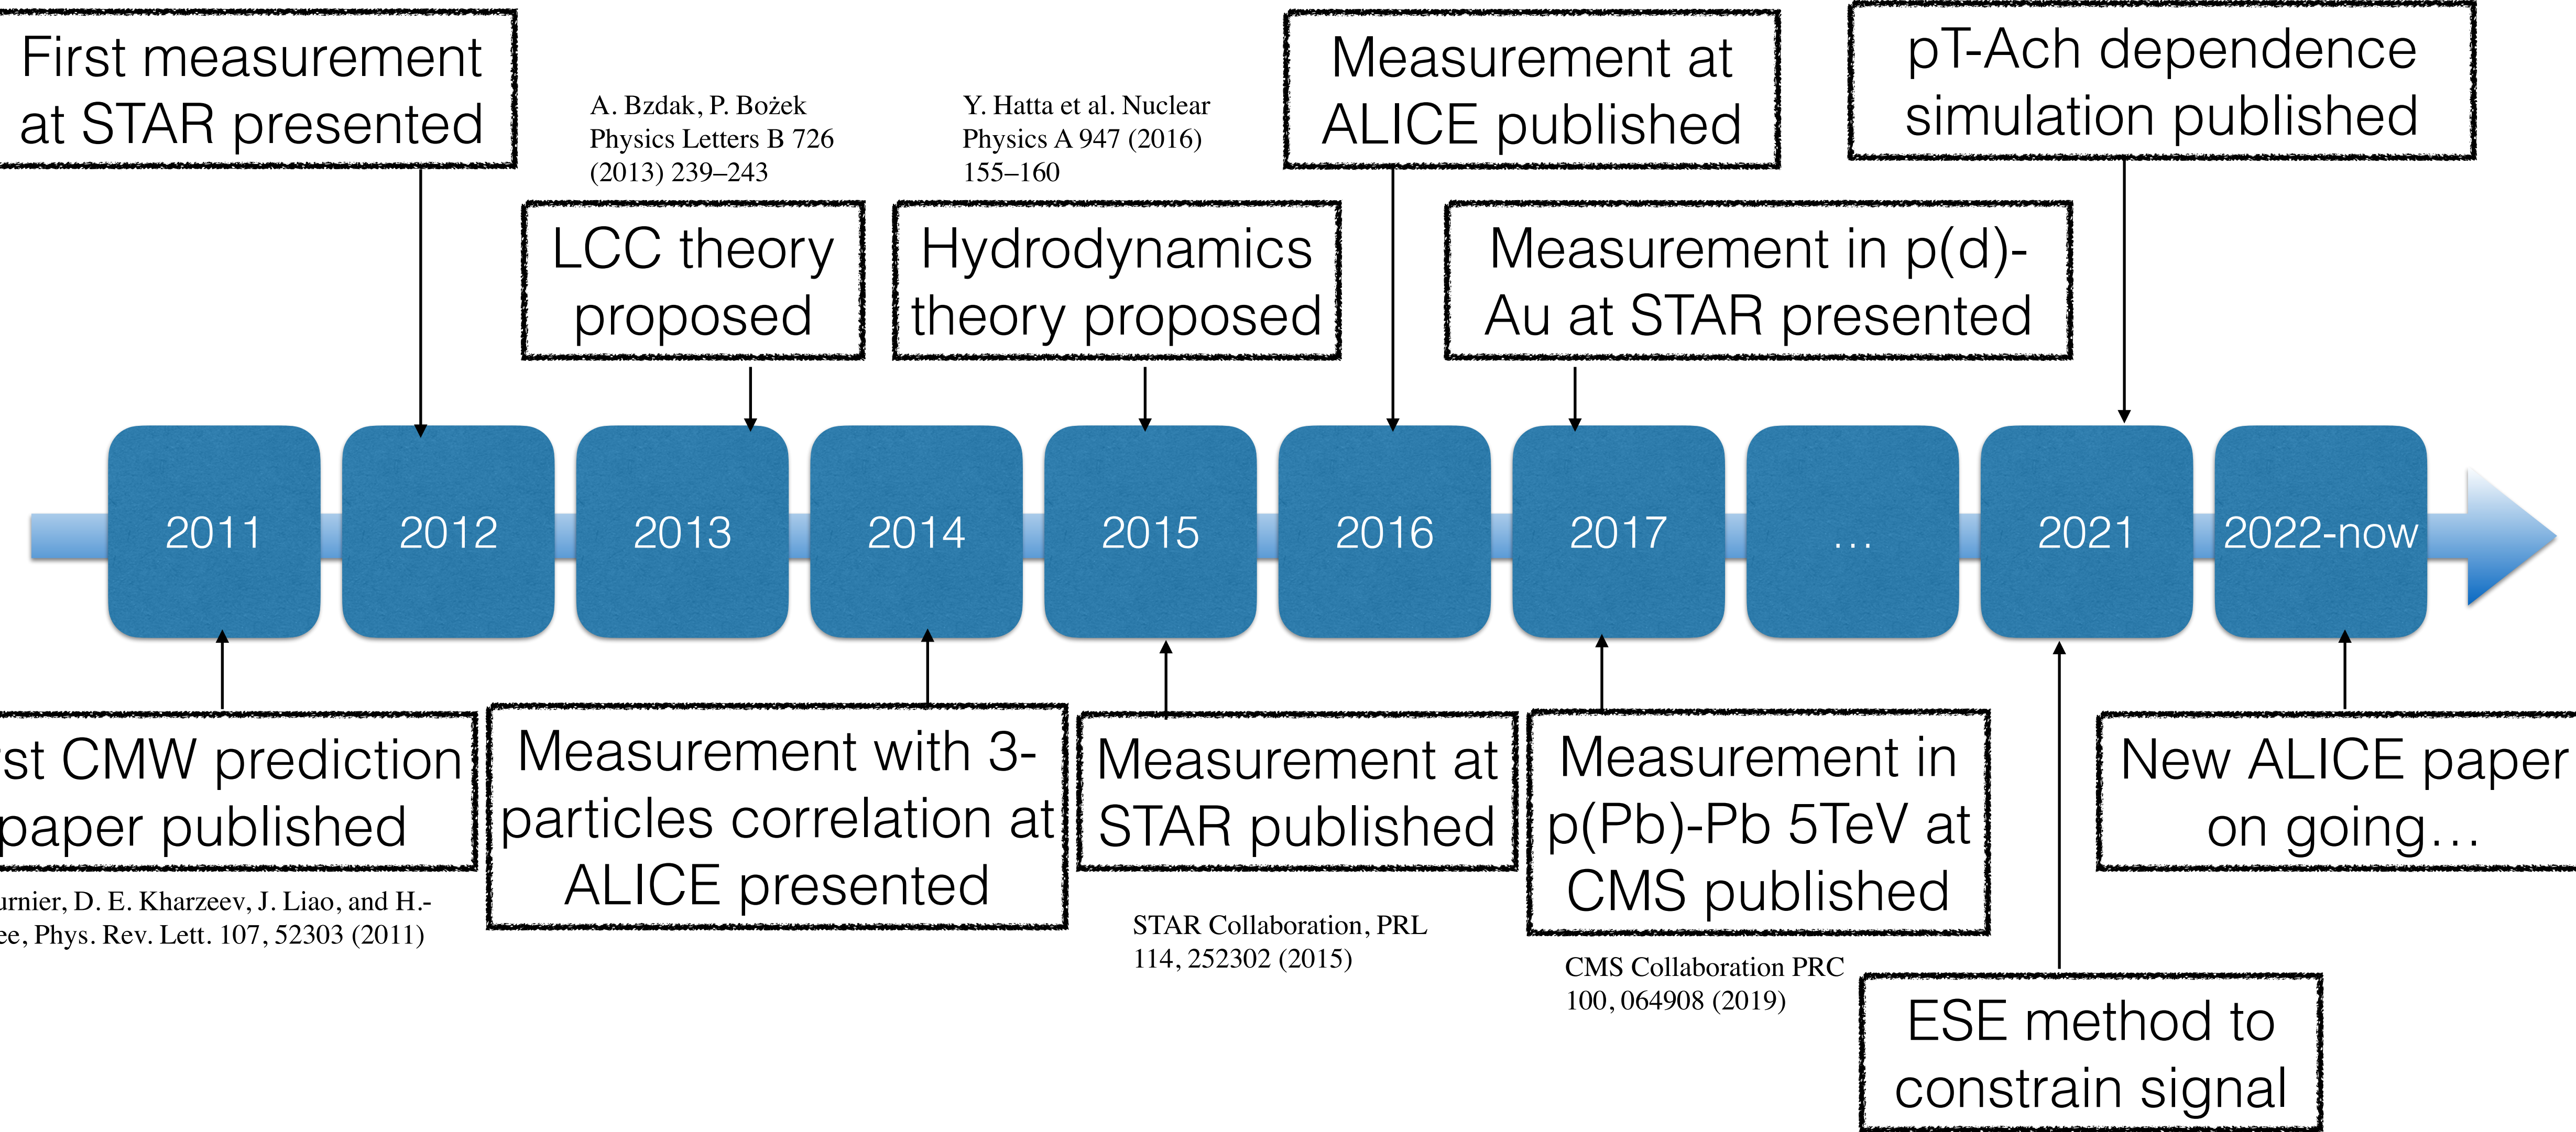 First measurement
at STAR presented
A. Bzdak, P. Bożek
Physics Letters B 726
(2013) 239–243
LCC theory
proposed
Y. Hatta et al. Nuclear
Physics A 947 (2016)
155–160
Hydrodynamics
theory proposed
Measurement at
ALICE published
Measurement in p(d)-
Au at STAR presented
pT-Ach dependence
simulation published
2011
2012
2013
2014
2015
2016
2017
...
2021
2022-now
CMW prediction
paper published
D. E. Kharzeev, J. Liao, and H.-
Phys. Rev. Lett. 107, 52303 (2011)
Measurement with 3-
particles correlation at
ALICE presented
Measurement at
STAR published
STAR Collaboration, PRL
114, 252302 (2015)
Measurement in
p(Pb)-Pb 5TeV at
CMS published
CMS Collaboration PRC
100, 064908 (2019)
ESE method to
constrain signal
New ALICE paper
on going...